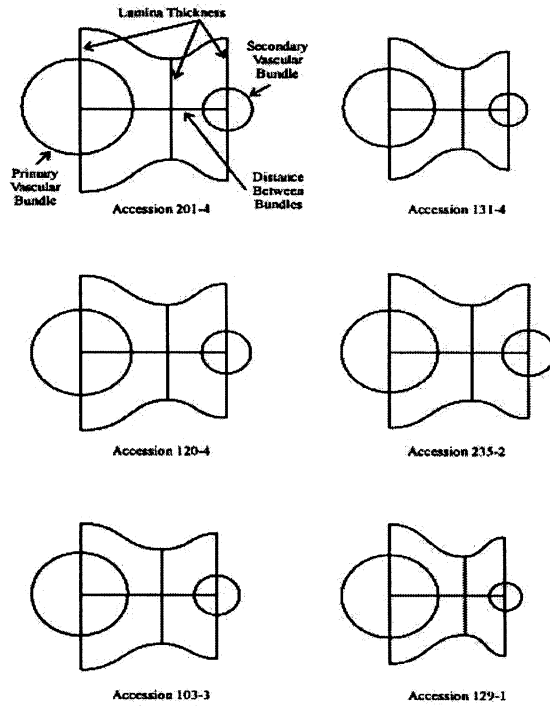 Lamina Thickness
Secondary
Vascular
Bundle
Primary
Vascular
Bundle
Distance
Between
Bundles
Accession 201-4
Accession 131-4
Accession 120-4
Accession 235-2
Accession 103-3
Accession 129-1